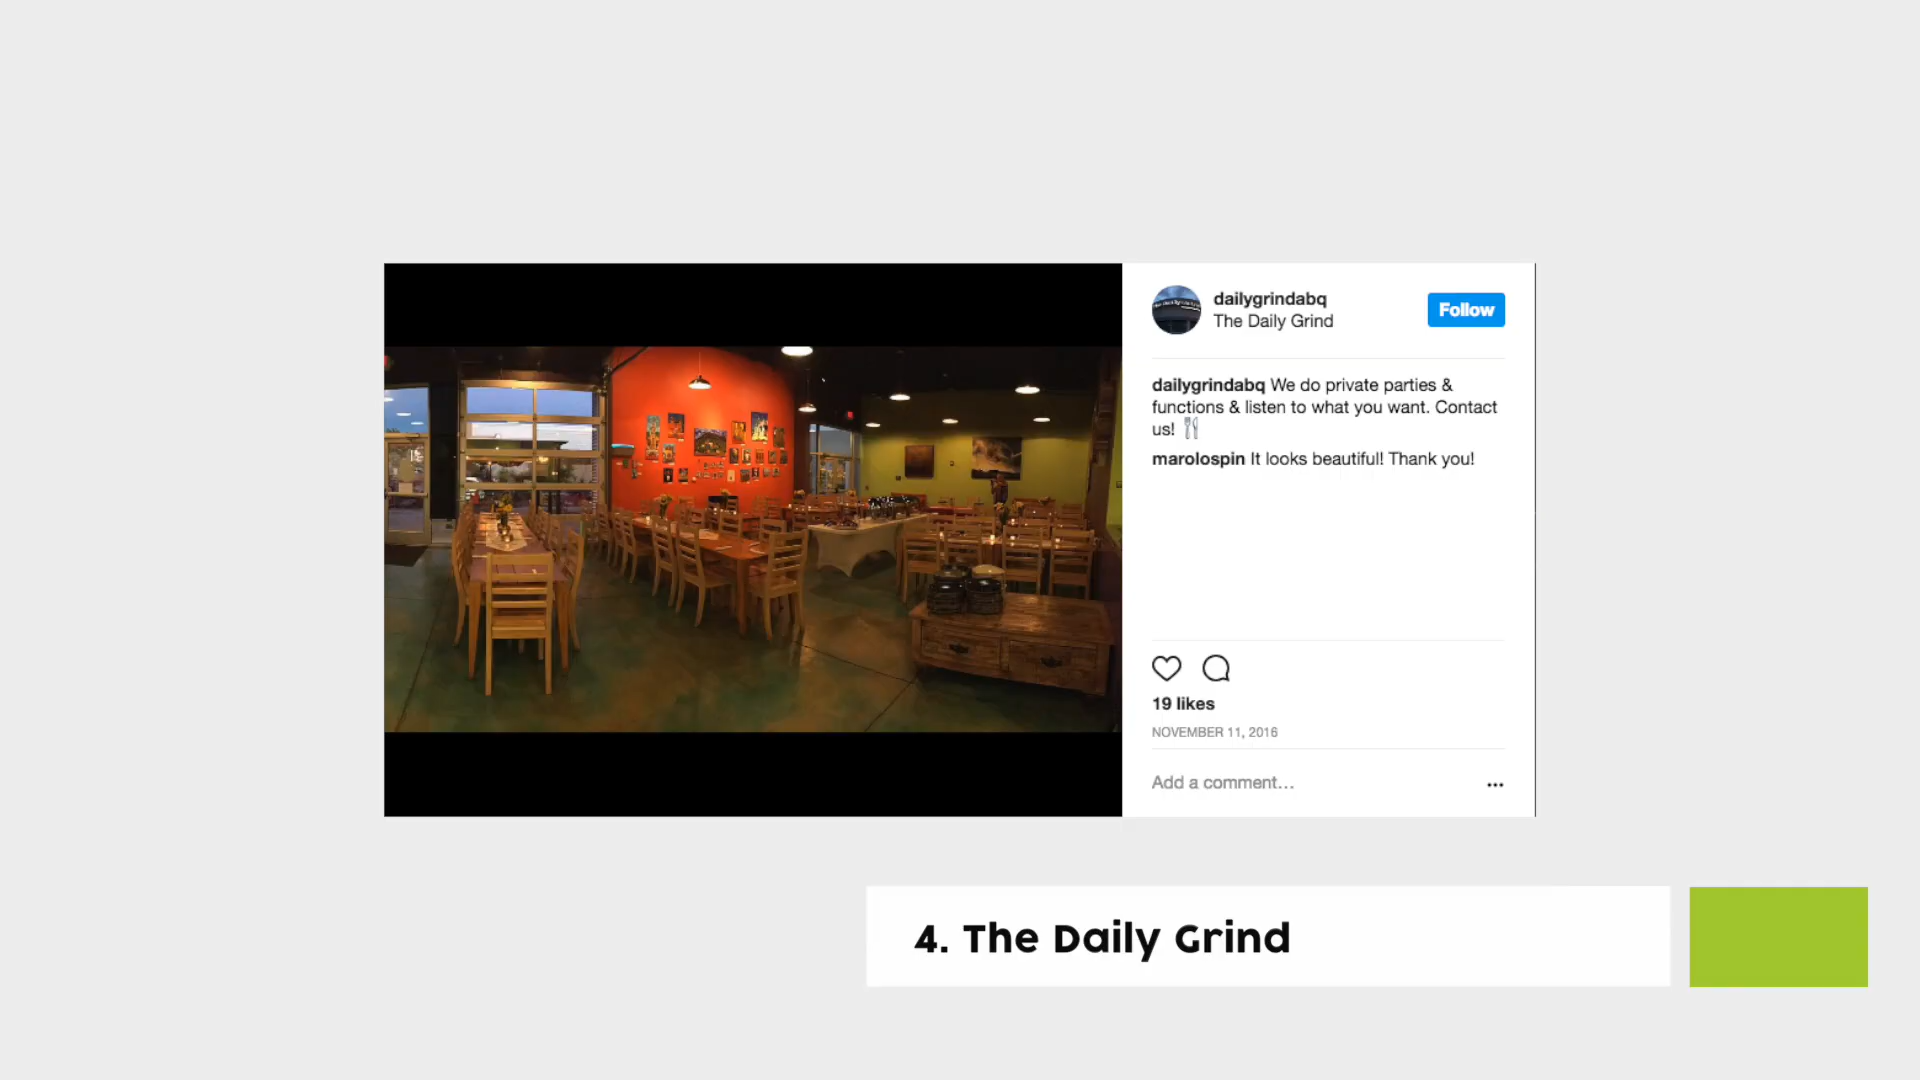 dailygrindabq
The Daily Grind
Follow
dailygrindabq We do private parties &
functions & listen to what you want. Contact
us! 🍴
marolospin It looks beautiful! Thank you!
19 likes
NOVEMBER 11, 2016
Add a comment...
4. The Daily Grind